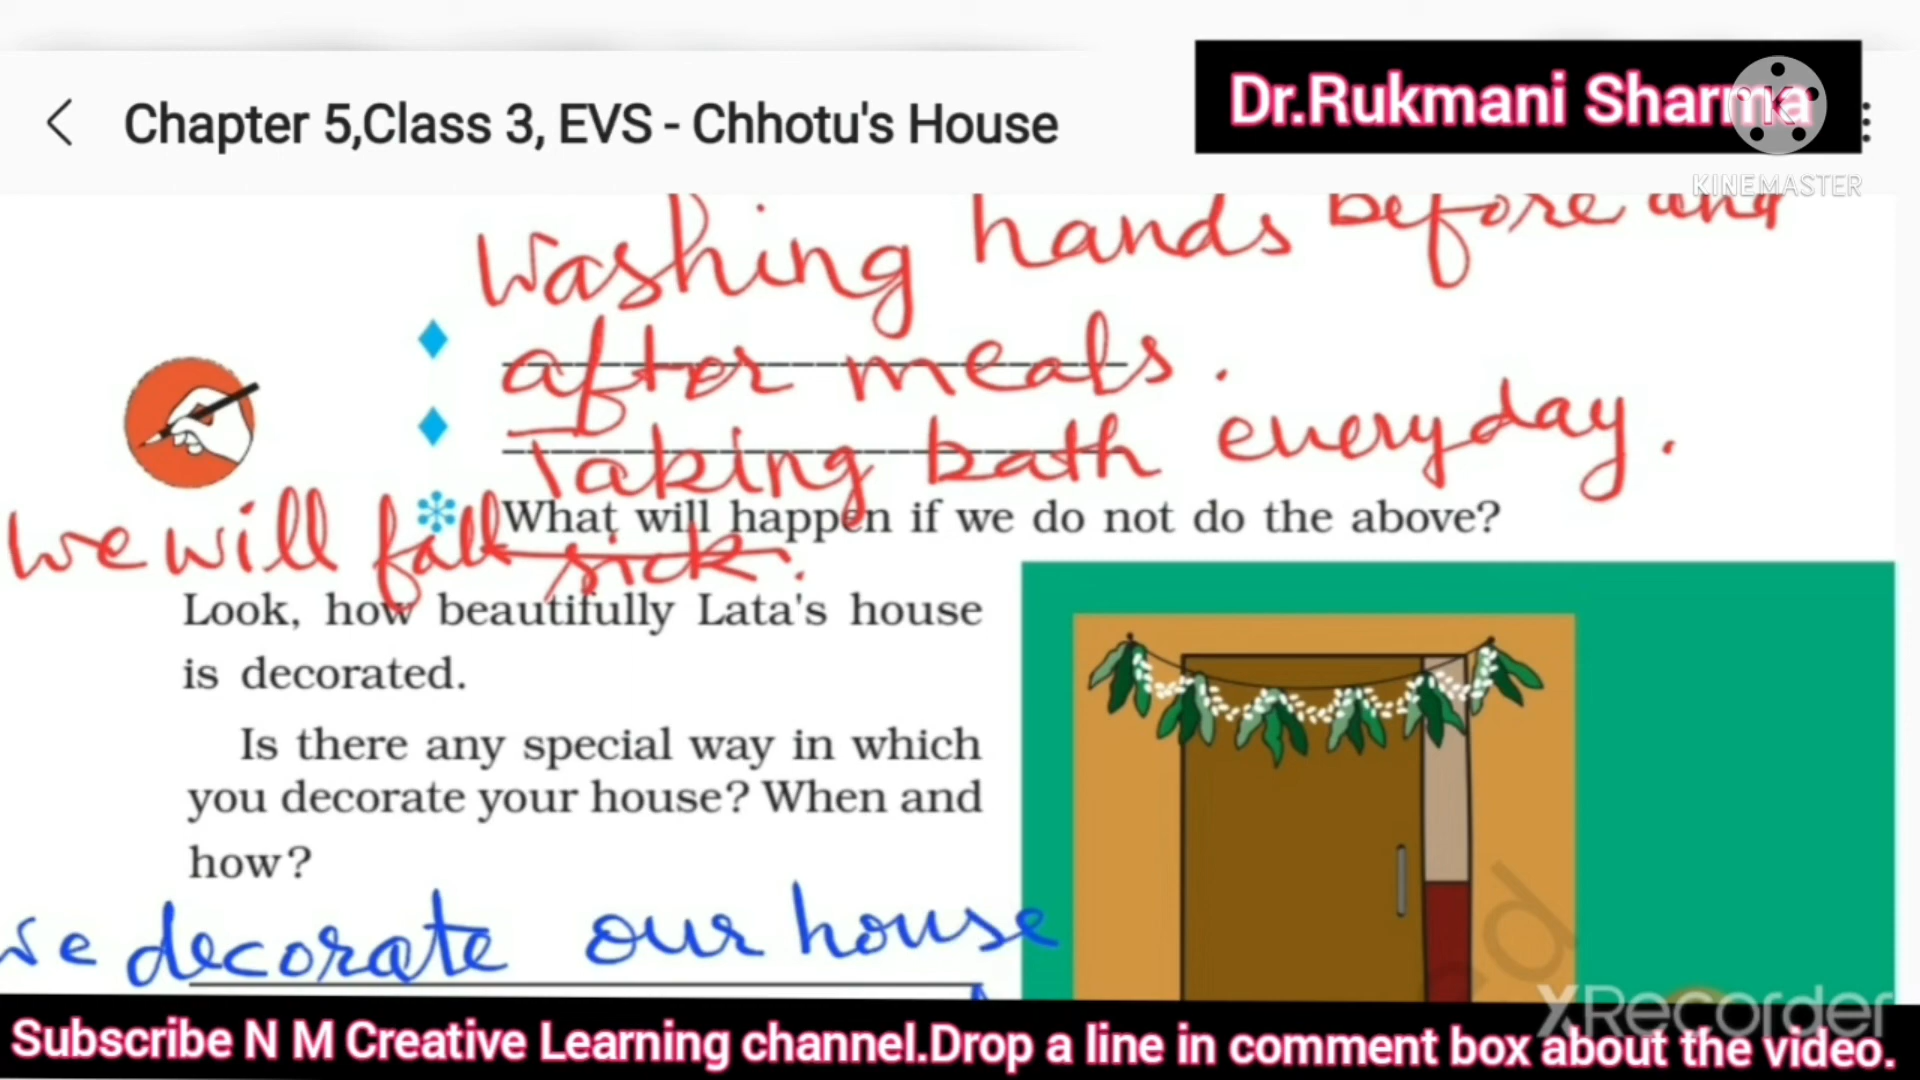 Dr.Rukmani Sharma
Chapter 5,Class 3, EVS - Chhotu's House
KINEMASTER
Washing hands before and
after meals.
Taking bath everyday.
What will happen if we do not do the above?
we will fall sick.
Look, how beautifully Lata's house
is decorated.
Is there any special way in which
you decorate your house? When and
how?
we decorate our house
XRecorder
Subscribe N M Creative Learning channel.Drop a line in comment box about the video.